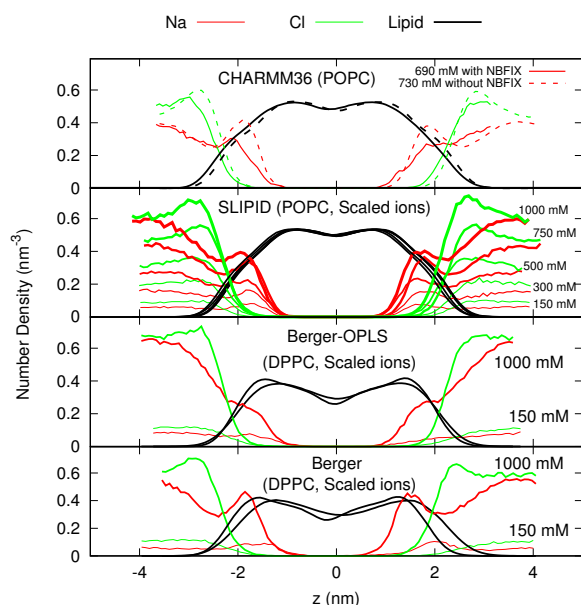 Na Cl Lipid
CHARMM36 (POPC)
690 mM with NBFIX
730 mM without NBFIX
0.6
0.4
0.2
0
SLIPID (POPC, Scaled ions)
1000 mM
750 mM
500 mM
300 mM
150 mM
0.6
0.4
0.2
0
Number Density (nm-3)
Berger-OPLS
(DPPC, Scaled ions)
1000 mM
150 mM
0.6
0.4
0.2
0
Berger
(DPPC, Scaled ions)
1000 mM
150 mM
0.6
0.4
0.2
0
-4 -2 0 2 4
z (nm)